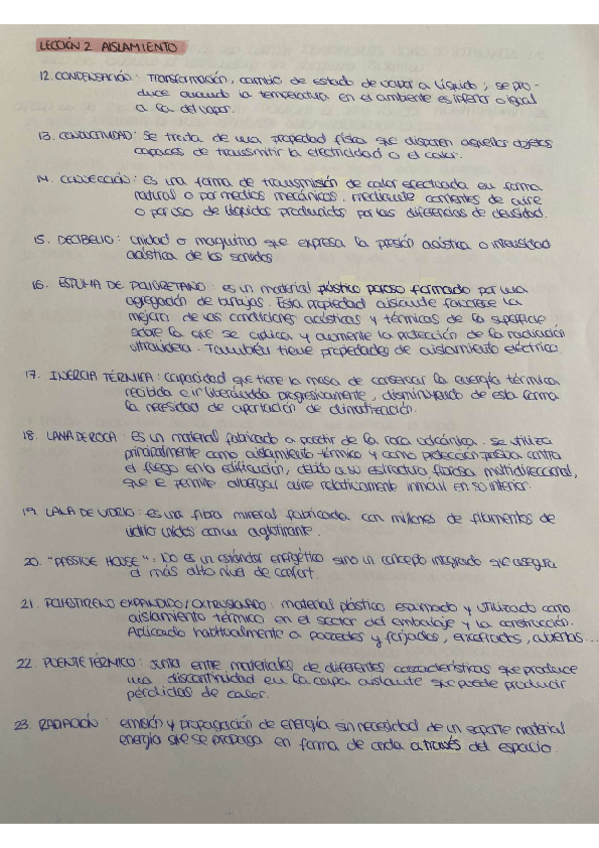 LECCIÓN 2 AISLAMIENTO
12. CONDENSACIÓN: Transformación, cambio de estado de vapor a líquido; se pro-
duce cuando la temperatura en el ambiente es inferior o igual
a la del vapor.
13. CONDUCTIVIDAD: Se trata de una propiedad física que disponen aquellos objetos
capaces de transmitir la electricidad o el calor.
14. CONVECCIÓN: Es una forma de transmisión de calor efectuada en forma
natural o por medios mecánicos, mediante corrientes de aire
o por uso de líquidos producidos por las diferencias de densidad.
15. DECIBELIO: unidad o maquina que expresa la presión acústica o intensidad
acústica de los sonidos.
16. ESPUMA DE POLIURETANO: es un material plástico poroso formado por una
agregación de burbujas. Esta propiedad aislante favorece la
mejora de las condiciones acústicas y térmicas de la superficie
sobre la que se aplica y aumente la protección de la radiación
ultravioleta. También tiene propiedades de aislamiento eléctrico.
17. INERCIA TÉRMICA: capacidad que tiene la masa de conservar la energía térmica
recibida e ir liberándola progresivamente, disminuyendo de esta forma
la necesidad de aportación de climatización.
18. LANA DE ROCA: Es un material fabricado a partir de la roca volcánica. Se utiliza
principalmente como aislamiento térmico y como protección pasiva contra
el fuego en la edificación, debido a su estructura fibrosa multidireccional,
que le permite albergar aire relativamente inmóvil en su interior.
19. LANA DE VIDRIO: es una fibra mineral fabricada con millones de filamentos de
vidrio unidos con un aglutinante.
20. "PASSIVE HOUSE": No es un estándar energético sino un concepto integrado que asegura
el más alto nivel de confort.
21. POLIESTIRENO EXPANDIDO/EXTRUSIONADO: material plástico espumado y utilizado como
aislamiento térmico en el sector del embalaje y la construcción.
Aplicado habitualmente a paredes y forjados, encofrados, cubiertas...
22. PUENTE TÉRMICO: Junta entre materiales de diferentes características que produce
una discontinuidad en la capa aislante que puede producir
pérdidas de calor.
23. RADIACIÓN: emisión y propagación de energía sin necesidad de un soporte material
energía que se propaga en forma de onda a través del espacio.